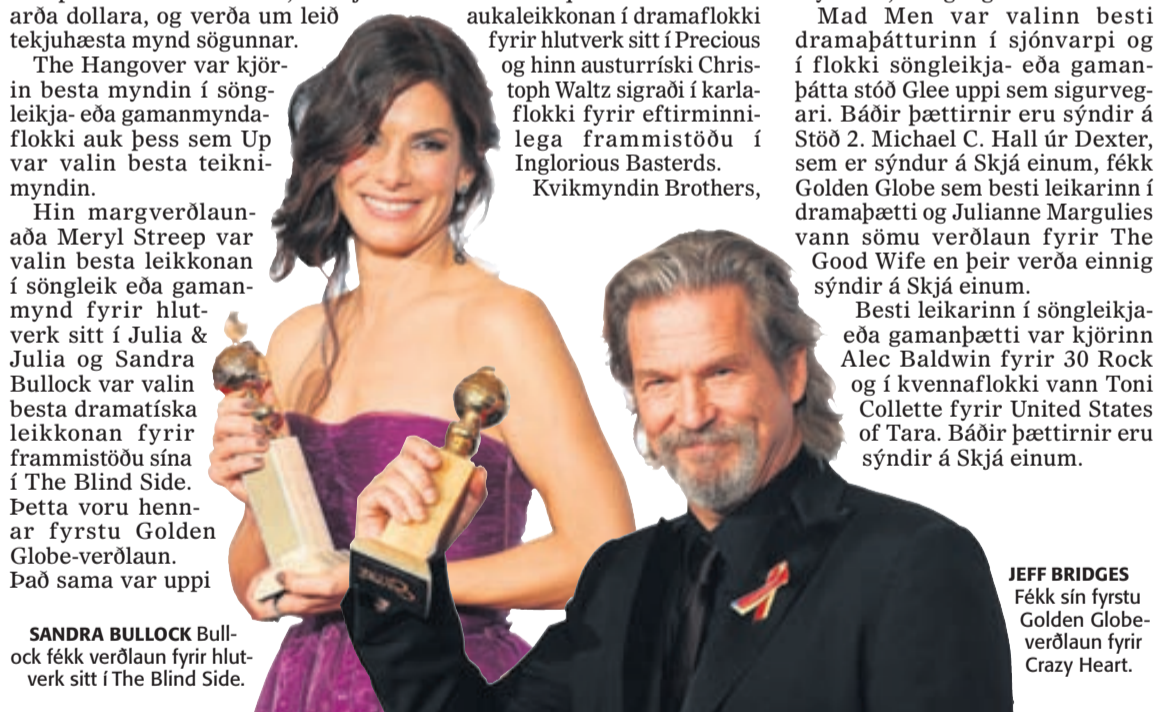 arða dollara, og verða um leið
tekjuhæsta mynd sögunnar.
The Hangover var kjör-
in besta myndin í söng-
leikja- eða gamanmynda-
flokki auk þess sem Up
var valin besta teikni-
myndin.
Hin margverðlaun-
aða Meryl Streep var
valin besta leikkonan
í söngleik eða gaman-
mynd fyrir hlut-
verk sitt í Julia &
Julia og Sandra
Bullock var valin
besta dramatíska
leikkonan fyrir
frammistöðu sína
í The Blind Side.
Þetta voru henn-
ar fyrstu Golden
Globe-verðlaun.
Það sama var uppi
SANDRA BULLOCK Bull-
ock fékk verðlaun fyrir hlut-
verk sitt í The Blind Side.
aukaleikkonan í dramaflokki
fyrir hlutverk sitt í Precious
og hinn austurríski Chris-
toph Waltz sigraði í karla-
flokki fyrir eftirminni-
lega frammistöðu í
Inglorious Basterds.
Kvikmyndin Brothers,
Mad Men var valinn besti
dramaþátturinn í sjónvarpi og
í flokki söngleikja- eða gaman-
þátta stóð Glee uppi sem sigurveg-
ari. Báðir þættirnir eru sýndir á
Stöð 2. Michael C. Hall úr Dexter,
sem er sýndur á Skjá einum, fékk
Golden Globe sem besti leikarinn í
dramaþætti og Julianne Margulies
vann sömu verðlaun fyrir The
Good Wife en þeir verða einnig
sýndir á Skjá einum.
Besti leikarinn í söngleikja-
eða gamanþætti var kjörinn
Alec Baldwin fyrir 30 Rock
og í kvennaflokki vann Toni
Collette fyrir United States
of Tara. Báðir þættirnir eru
sýndir á Skjá einum.
JEFF BRIDGES
Fékk sín fyrstu
Golden Globe-
verðlaun fyrir
Crazy Heart.